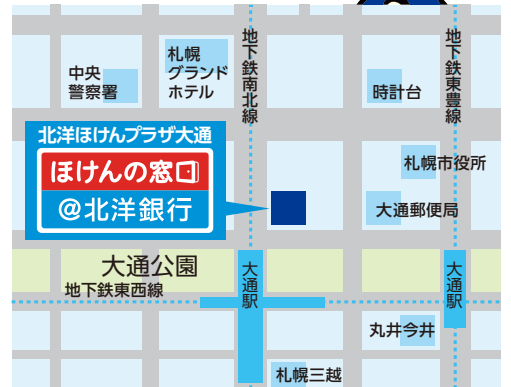 札幌
グランド
ホテル
中央
警察署
地下鉄南北線
地下鉄東豊線
時計台
北洋ほけんプラザ大通
ほけんの窓口
@北洋銀行
札幌市役所
大通郵便局
大通公園
地下鉄東西線
大通駅
大通駅
丸井今井
札幌三越